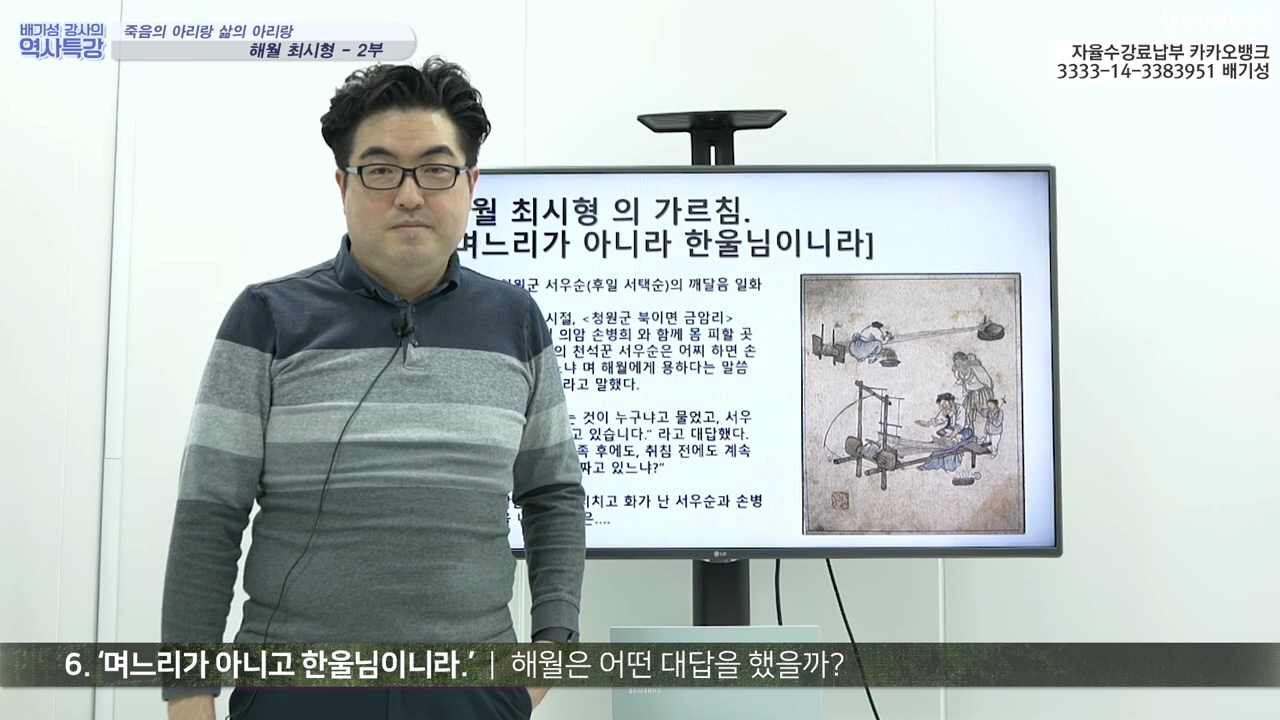 배기성 강사의
역사특강
죽음의 아리랑 삶의 아리랑
해월 최시형 - 2부
자율수강료납부 카카오뱅크
3333-14-3383951 배기성
월 최시형 의 가르침.
며느리가 아니라 한울님이니라]
서우순(후일 서택순)의 깨달음 일화
시절, <청원군 북이면 금암리>
의암 손병희 와 함께 몸 피할 곳
의 천석꾼 서우순은 어찌 하면 손
냐 며 해월에게 용하다는 말씀
라고 말했다.
는 것이 누구냐고 물었고, 서우
고 있습니다.” 라고 대답했다.
족 후에도, 취침 전에도 계속
짜고 있느냐?”
치고 화가 난 서우순과 손병
은....
LG
6. ‘며느리가 아니고 한울님이니라.’ | 해월은 어떤 대답을 했을까?
SAMSUNG